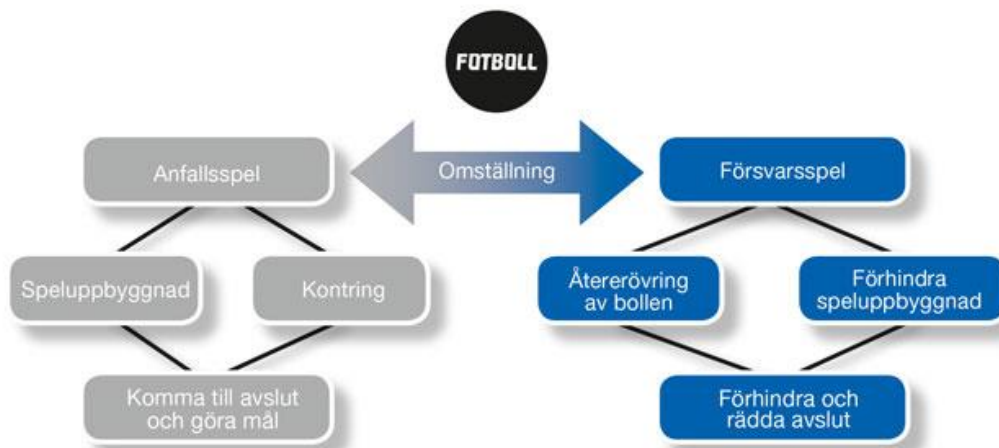 FOTBOLL
Anfallsspel
Omställning
Försvarsspel
Speluppbyggnad
Kontring
Återerövring
av bollen
Förhindra
speluppbyggnad
Komma till avslut
och göra mål
Förhindra och
rädda avslut